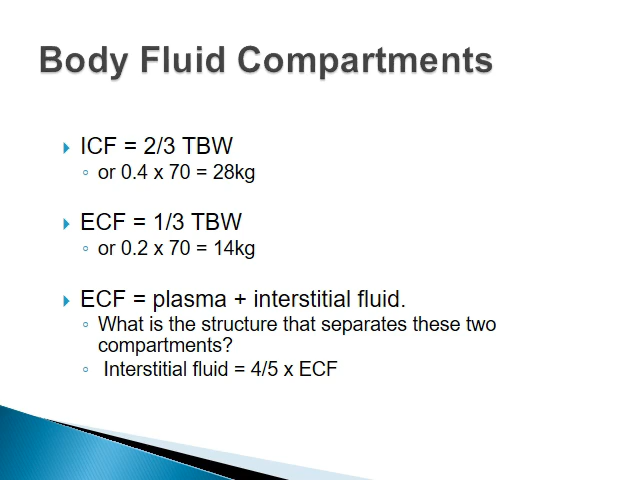 Body Fluid Compartments
ICF = 2/3 TBW
or 0.4 x 70 = 28kg
ECF = 1/3 TBW
or 0.2 x 70 = 14kg
ECF = plasma + interstitial fluid.
What is the structure that separates these two
compartments?
Interstitial fluid = 4/5 x ECF